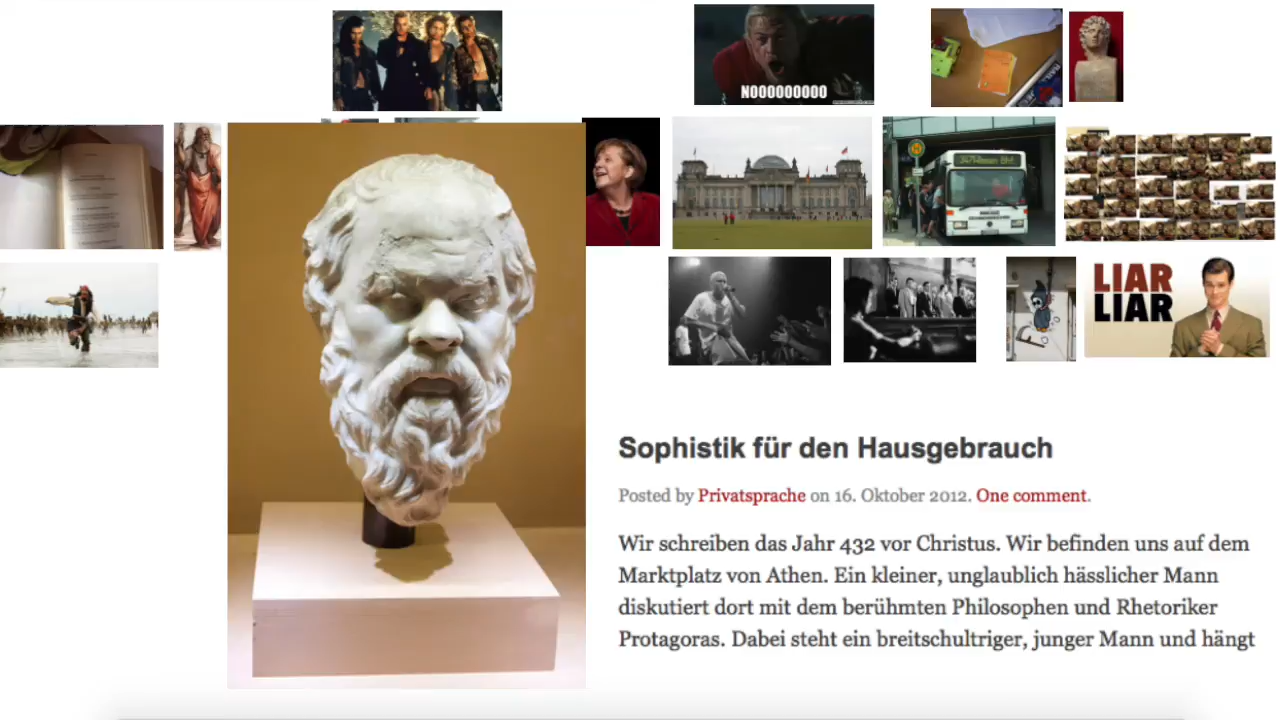 NOOOOOOOOO
LIAR
LIAR
Sophistik für den Hausgebrauch
Posted by Privatsprache on 16. Oktober 2012. One comment.
Wir schreiben das Jahr 432 vor Christus. Wir befinden uns auf dem
Marktplatz von Athen. Ein kleiner, unglaublich hässlicher Mann
diskutiert dort mit dem berühmten Philosophen und Rhetoriker
Protagoras. Dabei steht ein breitschultriger, junger Mann und hängt